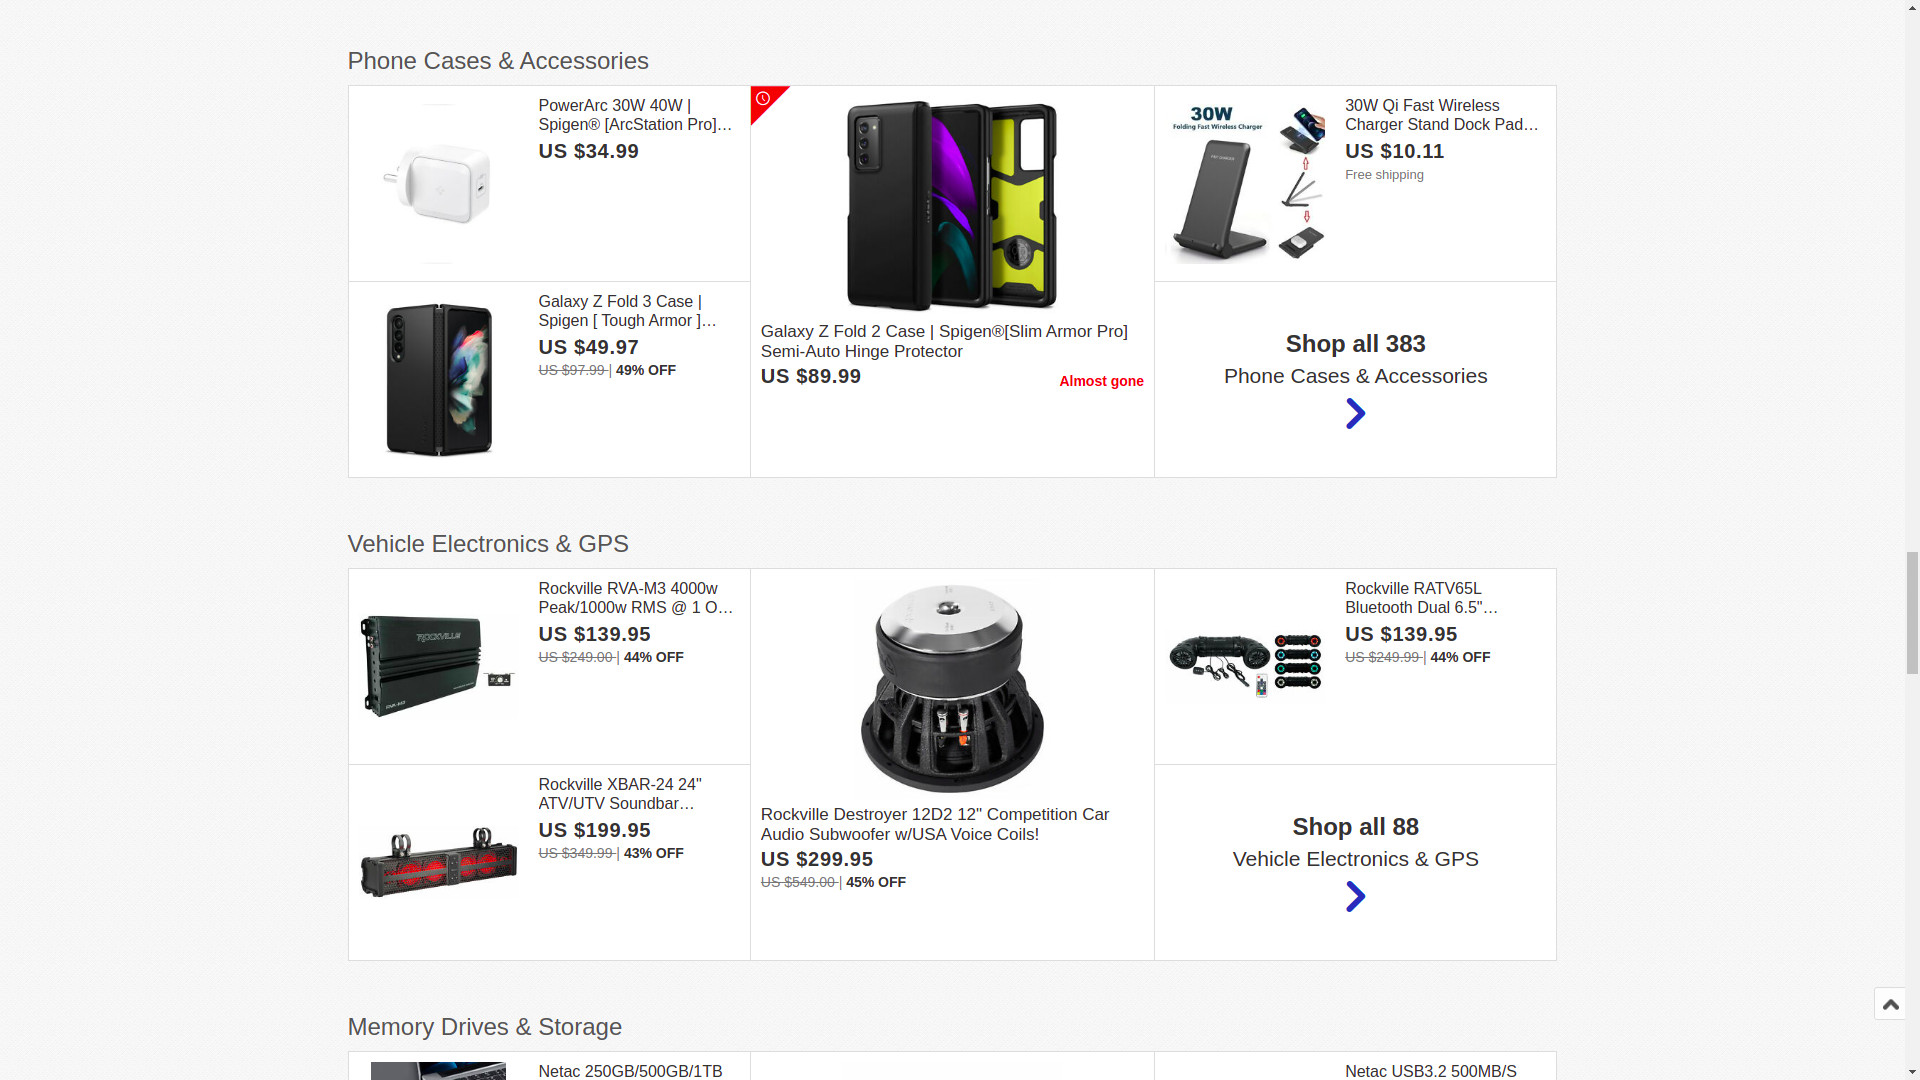 Phone Cases & Accessories
PowerArc 30W 40W |
Spigen® [ArcStation Pro]…
US $34.99
Galaxy Z Fold 3 Case |
Spigen [ Tough Armor ]…
US $49.97
US $97.99 | 49% OFF
Galaxy Z Fold 2 Case | Spigen®[Slim Armor Pro]
Semi-Auto Hinge Protector
US $89.99
Almost gone
30W
Folding Fast Wireless Charger
FAST CHARGER
30W Qi Fast Wireless
Charger Stand Dock Pad…
US $10.11
Free shipping
Shop all 383
Phone Cases & Accessories
Vehicle Electronics & GPS
ROCKVILLE
Rockville RVA-M3 4000w
Peak/1000w RMS @ 1 O…
US $139.95
US $249.00 | 44% OFF
Rockville XBAR-24 24"
ATV/UTV Soundbar…
US $199.95
US $349.99 | 43% OFF
Rockville Destroyer 12D2 12" Competition Car
Audio Subwoofer w/USA Voice Coils!
US $299.95
US $549.00 | 45% OFF
Rockville RATV65L
Bluetooth Dual 6.5"…
US $139.95
US $249.99 | 44% OFF
Shop all 88
Vehicle Electronics & GPS
Memory Drives & Storage
Netac 250GB/500GB/1TB
Netac USB3.2 500MB/S